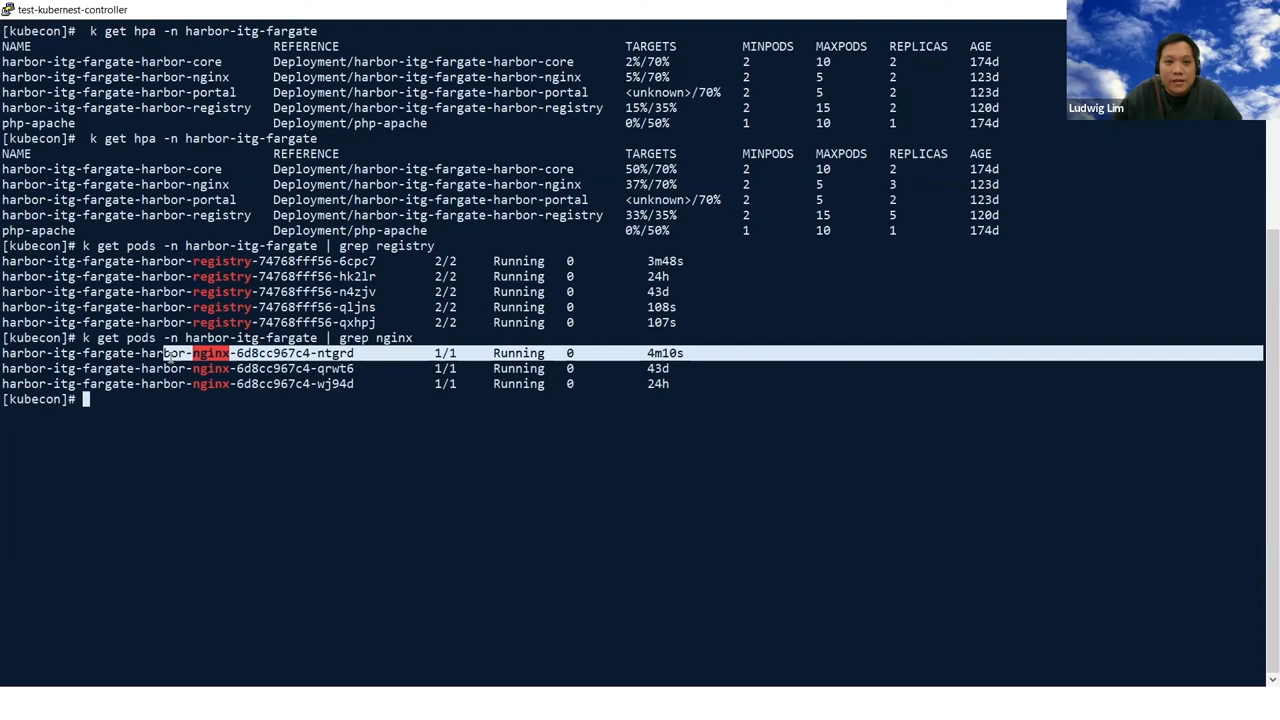 test-kubernest-controller
[kubecon]#  k get hpa -n harbor-itg-fargate
NAME REFERENCE TARGETS MINPODS MAXPODS REPLICAS AGE
harbor-itg-fargate-harbor-core Deployment/harbor-itg-fargate-harbor-core 2%/70% 2 10 2 174d
harbor-itg-fargate-harbor-nginx Deployment/harbor-itg-fargate-harbor-nginx 5%/70% 2 5 2 123d
harbor-itg-fargate-harbor-portal Deployment/harbor-itg-fargate-harbor-portal <unknown>/70% 2 5 2 123d
harbor-itg-fargate-harbor-registry Deployment/harbor-itg-fargate-harbor-registry 15%/35% 2 15 2 120d
php-apache Deployment/php-apache 0%/50% 1 10 1 174d
[kubecon]#  k get hpa -n harbor-itg-fargate
NAME REFERENCE TARGETS MINPODS MAXPODS REPLICAS AGE
harbor-itg-fargate-harbor-core Deployment/harbor-itg-fargate-harbor-core 50%/70% 2 10 2 174d
harbor-itg-fargate-harbor-nginx Deployment/harbor-itg-fargate-harbor-nginx 37%/70% 2 5 3 123d
harbor-itg-fargate-harbor-portal Deployment/harbor-itg-fargate-harbor-portal <unknown>/70% 2 5 2 123d
harbor-itg-fargate-harbor-registry Deployment/harbor-itg-fargate-harbor-registry 33%/35% 2 15 5 120d
php-apache Deployment/php-apache 0%/50% 1 10 1 174d
[kubecon]# k get pods -n harbor-itg-fargate | grep registry
harbor-itg-fargate-harbor-registry-74768fff56-6cpc7 2/2 Running 0 3m48s
harbor-itg-fargate-harbor-registry-74768fff56-hk2lr 2/2 Running 0 24h
harbor-itg-fargate-harbor-registry-74768fff56-n4zjv 2/2 Running 0 43d
harbor-itg-fargate-harbor-registry-74768fff56-qljns 2/2 Running 0 108s
harbor-itg-fargate-harbor-registry-74768fff56-qxhpj 2/2 Running 0 107s
[kubecon]# k get pods -n harbor-itg-fargate | grep nginx
harbor-itg-fargate-harbor-nginx-6d8cc967c4-ntgrd 1/1 Running 0 4m10s
harbor-itg-fargate-harbor-nginx-6d8cc967c4-qrwt6 1/1 Running 0 43d
harbor-itg-fargate-harbor-nginx-6d8cc967c4-wj94d 1/1 Running 0 24h
[kubecon]#
Ludwig Lim